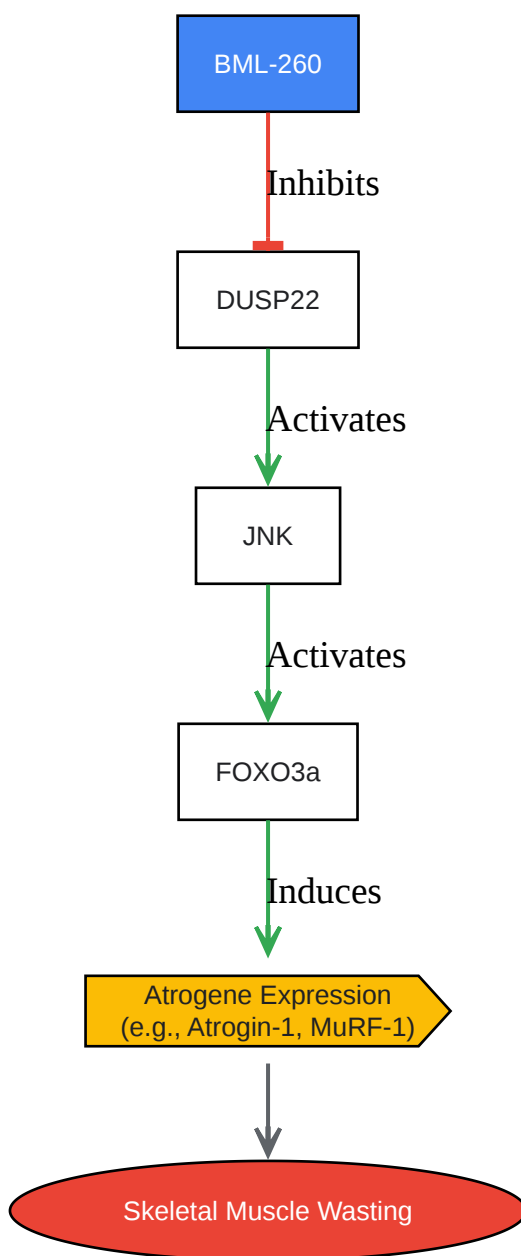 BML-260
Inhibits
DUSP22
Activates
JNK
Activates
FOXO3a
Induces
Atrogene Expression
(e.g., Atrogin-1, MuRF-1)
Skeletal Muscle Wasting